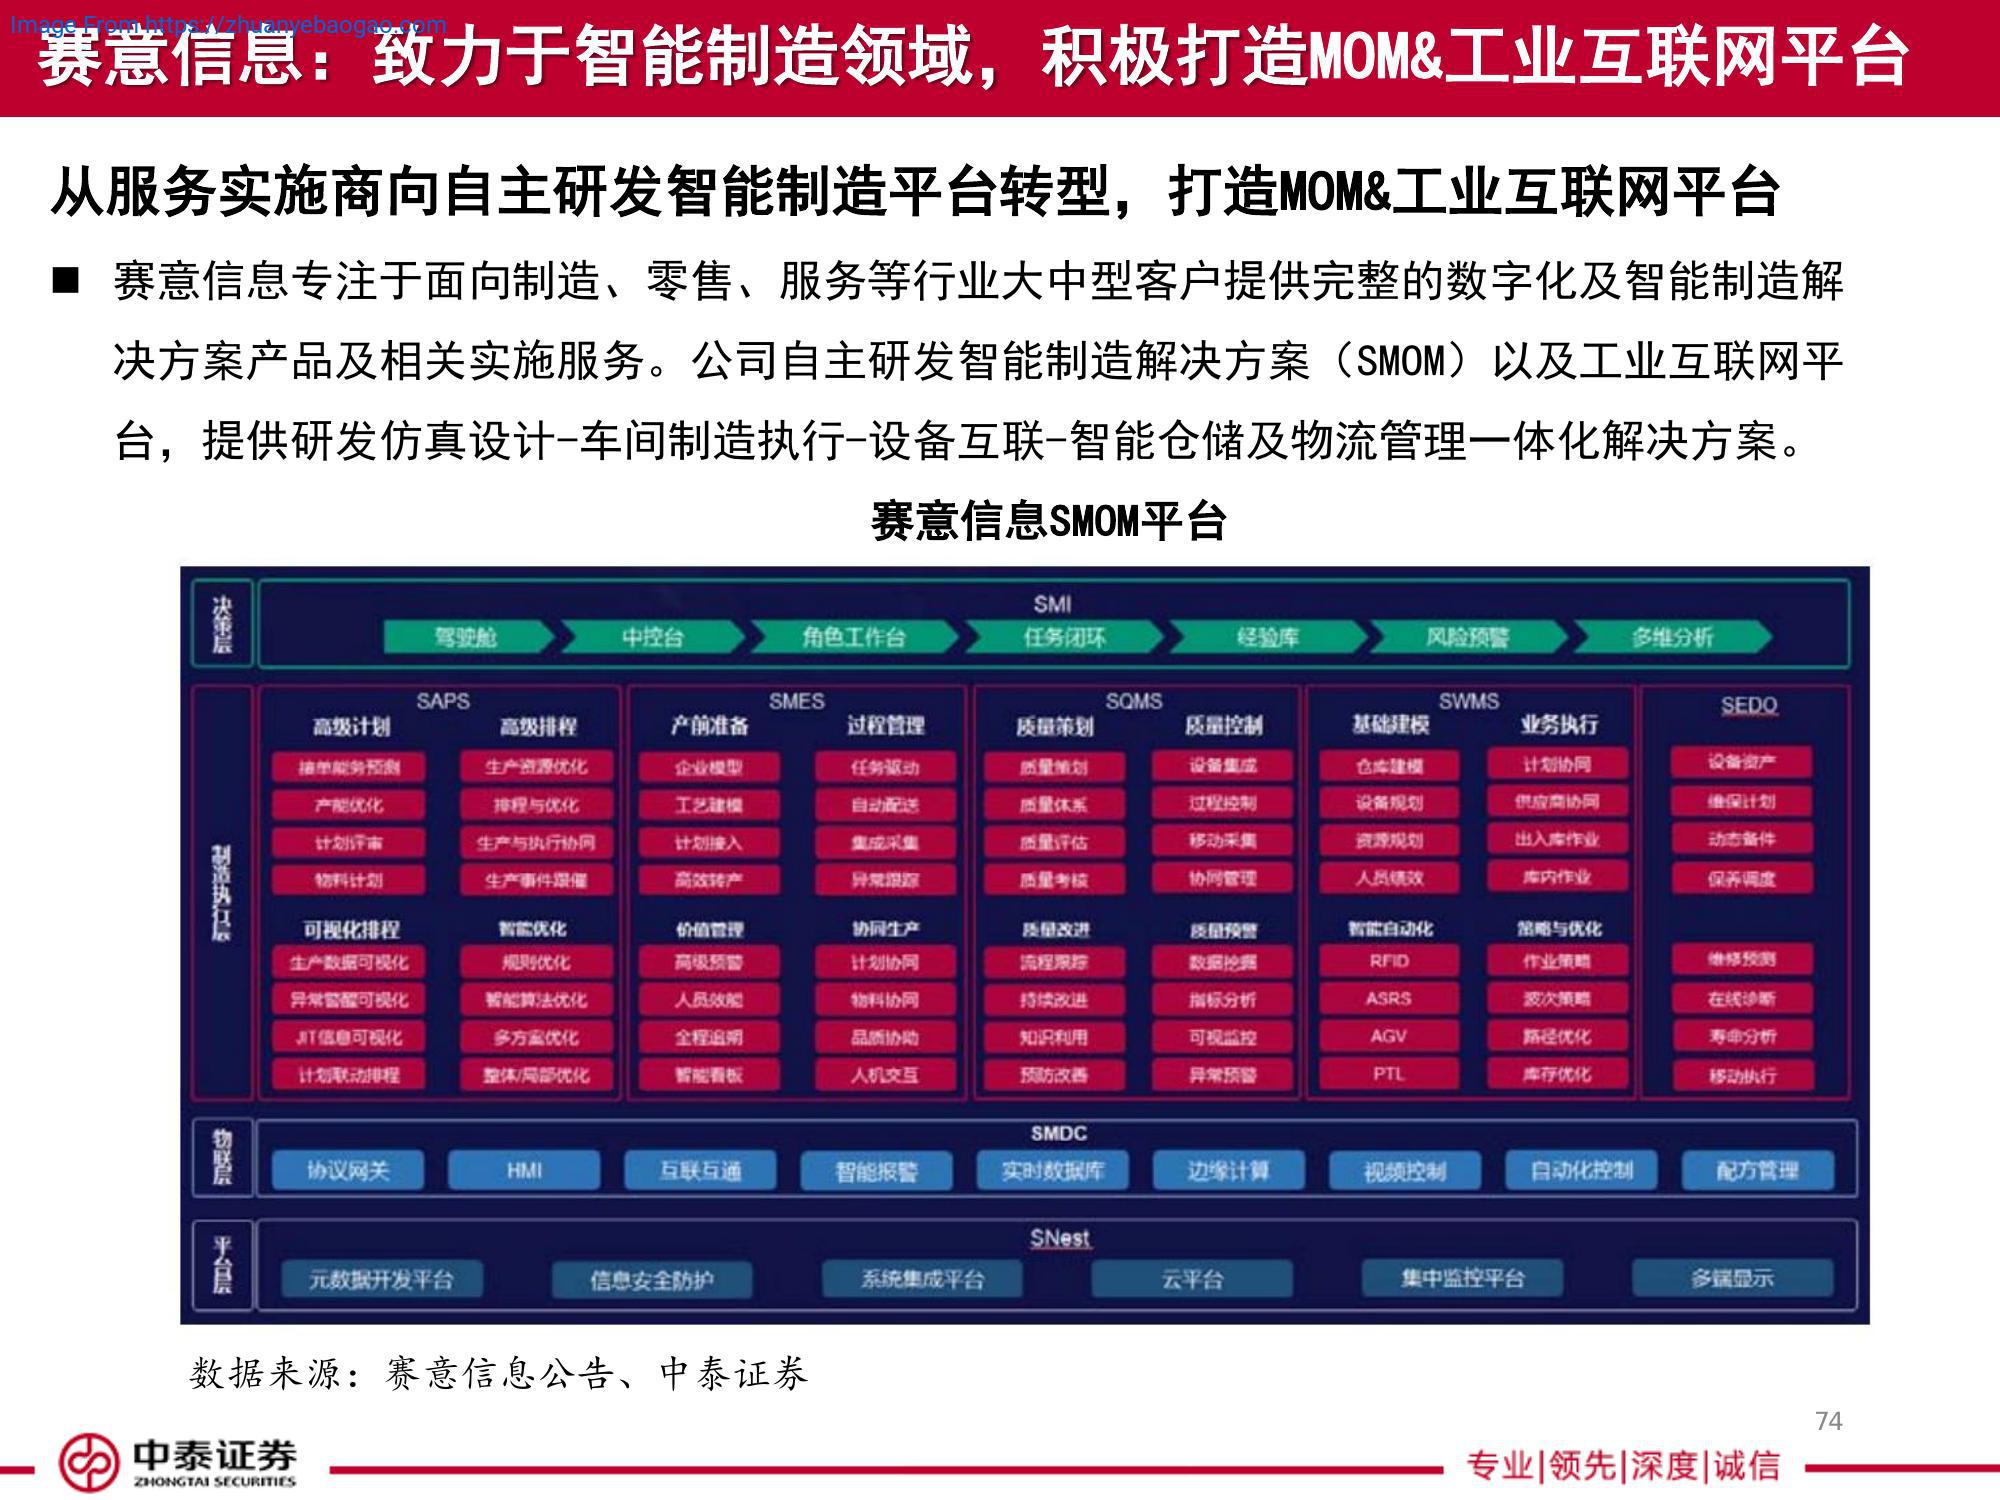 Image From https://zhuanyebaogao.com
赛意信息：致力于智能制造领域，积极打造MOM&工业互联网平台
从服务实施商向自主研发智能制造平台转型，打造MOM&工业互联网平台
■ 赛意信息专注于面向制造、零售、服务等行业大中型客户提供完整的数字化及智能制造解
决方案产品及相关实施服务。公司自主研发智能制造解决方案（SMOM）以及工业互联网平
台，提供研发仿真设计-车间制造执行-设备互联-智能仓储及物流管理一体化解决方案。
赛意信息SMOM平台
决策层
SMI
驾驶舱 中控台 角色工作台 任务闭环 经验库 风险预警 多维分析
制造执行层
SAPS SMES SQMS SWMS SEDO
高级计划 高级排程 产前准备 过程管理 质量策划 质量控制 基础建模 业务执行
接单能务预测 生产资源优化 企业模型 任务驱动 质量策划 设备集成 仓库建模 计划协同 设备资产
产能优化 排程与优化 工艺建模 自动配送 质量体系 过程控制 设备规划 供应商协同 维保计划
计划评审 生产与执行协同 计划接入 集成采集 质量评估 移动采集 资源规划 出入库作业 动态备件
物料计划 生产事件跟催 高效转产 异常跟踪 质量考核 协同管理 人员绩效 库内作业 保养调度
可视化排程 智能优化 价值管理 协同生产 质量改进 质量预警 智能自动化 策略与优化
生产数据可视化 规则优化 高级预警 计划协同 流程跟踪 数据挖掘 RFID 作业策略 维修预测
异常警醒可视化 智能算法优化 人员效能 物料协同 持续改进 指标分析 ASRS 波次策略 在线诊断
JIT信息可视化 多方案优化 全程追溯 品质协助 知识利用 可视监控 AGV 路径优化 寿命分析
计划联动排程 整体/局部优化 智能看板 人机交互 预防改善 异常预警 PTL 库存优化 移动执行
物联层
SMDC
协议网关 HMI 互联互通 智能报警 实时数据库 边缘计算 视频控制 自动化控制 配方管理
平台层
SNest
元数据开发平台 信息安全防护 系统集成平台 云平台 集中监控平台 多端显示
数据来源：赛意信息公告、中泰证券
74
中泰证券
ZHONGTAI SECURITIES
专业|领先|深度|诚信